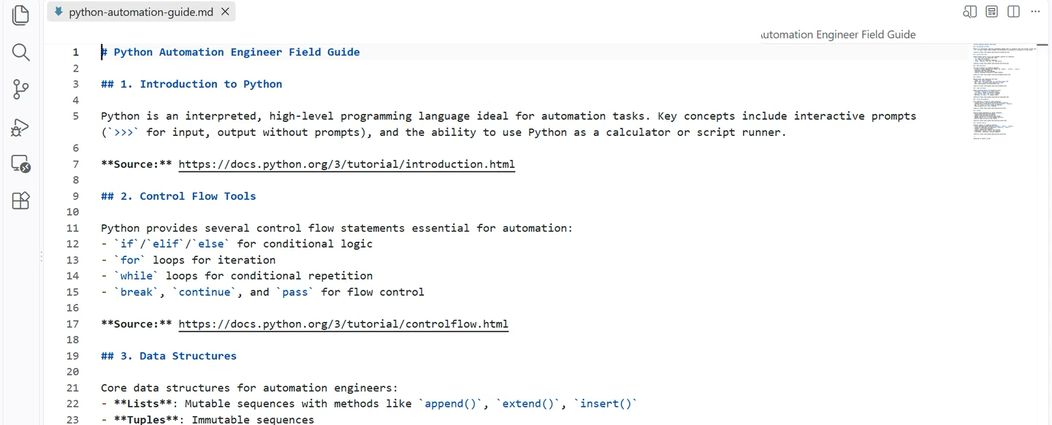 python-automation-guide.md
utomation Engineer Field Guide
1 # Python Automation Engineer Field Guide
2
3 ## 1. Introduction to Python
4
5 Python is an interpreted, high-level programming language ideal for automation tasks. Key concepts include interactive prompts
(`>>>` for input, output without prompts), and the ability to use Python as a calculator or script runner.
6
7 **Source:** https://docs.python.org/3/tutorial/introduction.html
8
9 ## 2. Control Flow Tools
10
11 Python provides several control flow statements essential for automation:
12 - `if`/`elif`/`else` for conditional logic
13 - `for` loops for iteration
14 - `while` loops for conditional repetition
15 - `break`, `continue`, and `pass` for flow control
16
17 **Source:** https://docs.python.org/3/tutorial/controlflow.html
18
19 ## 3. Data Structures
20
21 Core data structures for automation engineers:
22 - **Lists**: Mutable sequences with methods like `append()`, `extend()`, `insert()`
23 - **Tuples**: Immutable sequences